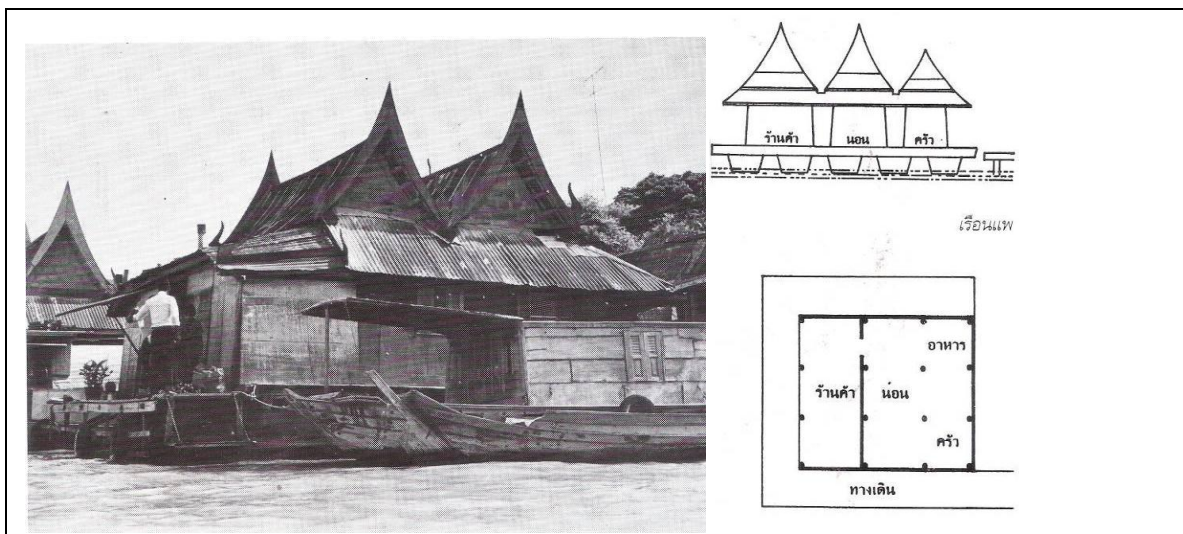 ร้านค้า นอน ครัว
เรือนแพ
อาหาร
ร้านค้า นอน
ครัว
ทางเดิน